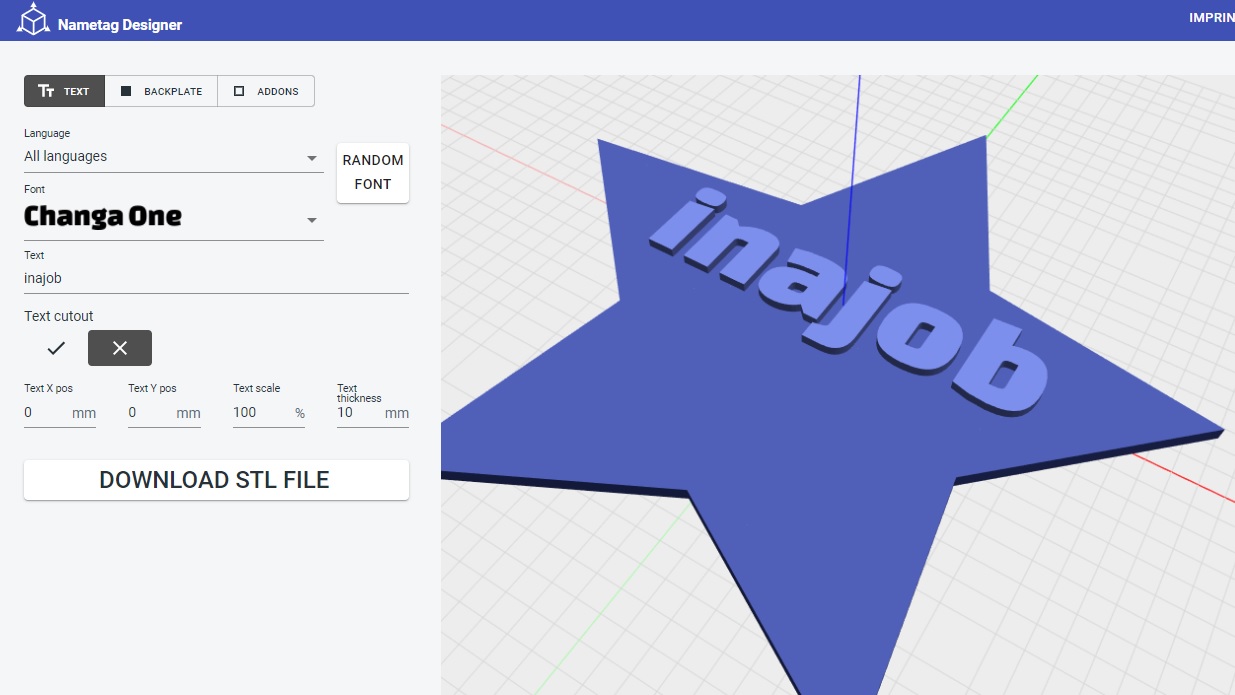 Nametag Designer
IMPRIN
TEXT
BACKPLATE
ADDONS
Language
All languages
RANDOM
FONT
Font
Changa One
Text
inajob
Text cutout
Text X pos
0 mm
Text Y pos
0 mm
Text scale
100 %
Text
thickness
10 mm
DOWNLOAD STL FILE
inajob